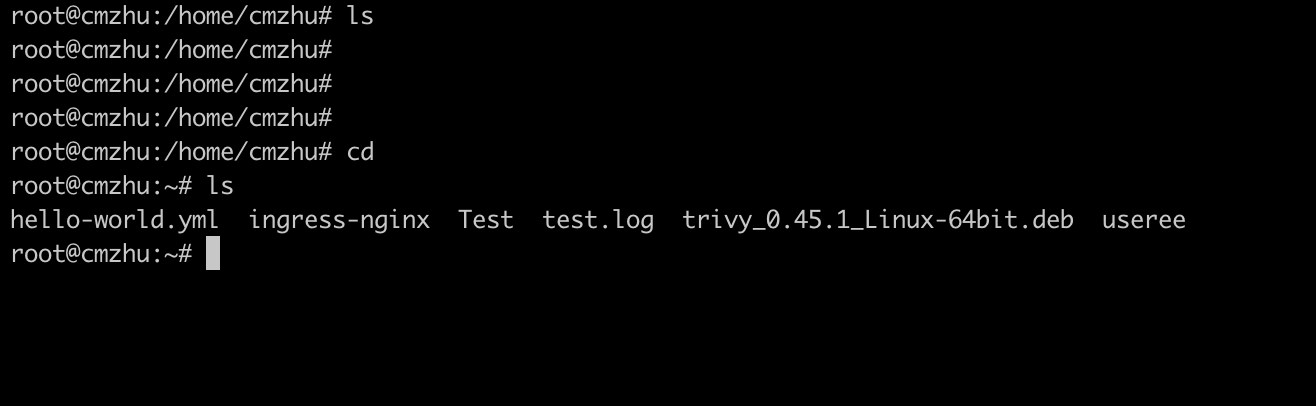 root@cmzhu:/home/cmzhu# ls
root@cmzhu:/home/cmzhu#
root@cmzhu:/home/cmzhu#
root@cmzhu:/home/cmzhu#
root@cmzhu:/home/cmzhu# cd
root@cmzhu:~# ls
hello-world.yml  ingress-nginx  Test  test.log  trivy_0.45.1_Linux-64bit.deb  useree
root@cmzhu:~#